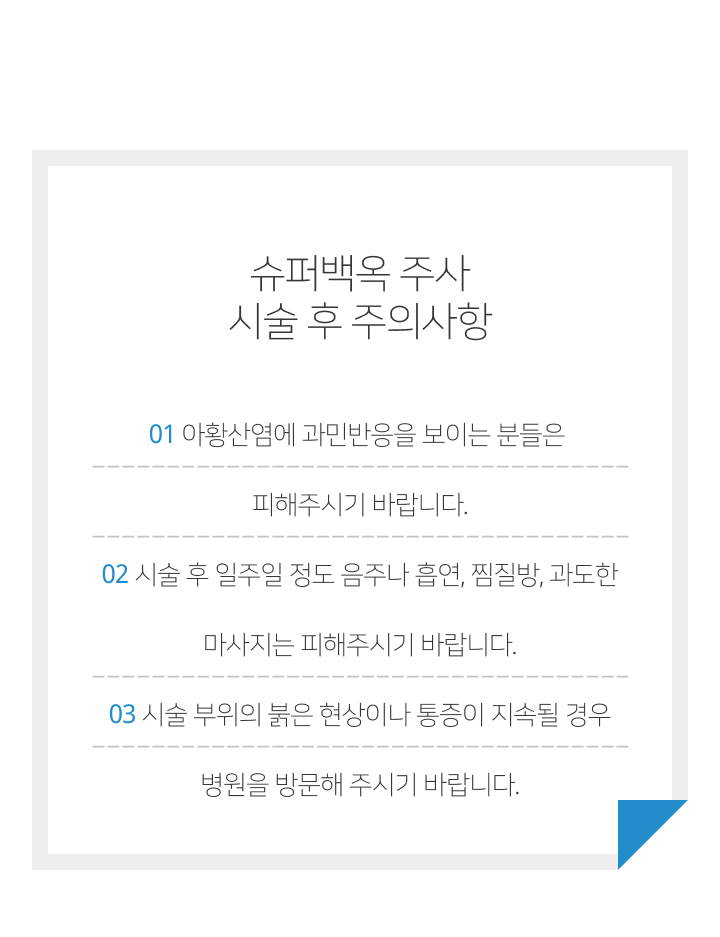 슈퍼백옥 주사
시술 후 주의사항
01 아황산염에 과민반응을 보이는 분들은
피해주시기 바랍니다.
02 시술 후 일주일 정도 음주나 흡연, 찜질방, 과도한
마사지는 피해주시기 바랍니다.
03 시술 부위의 붉은 현상이나 통증이 지속될 경우
병원을 방문해 주시기 바랍니다.